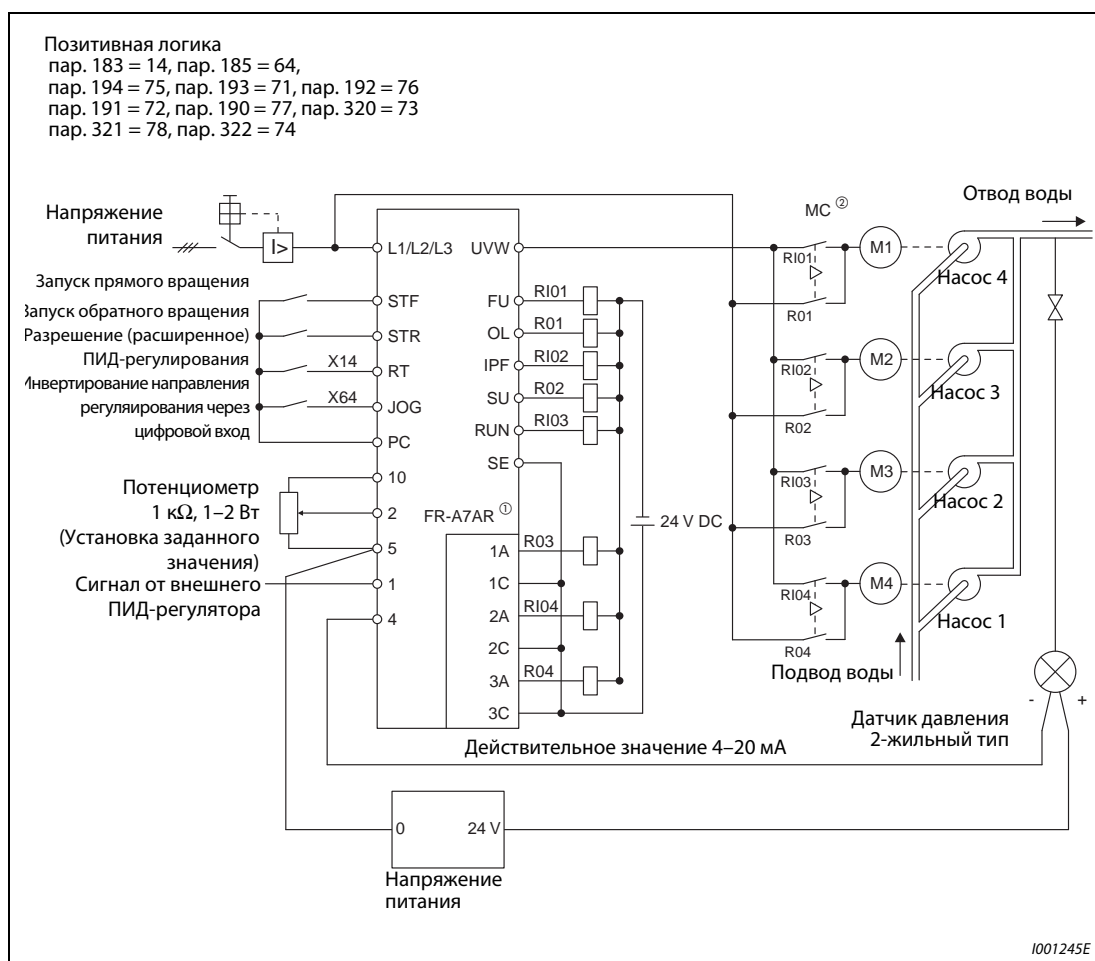 Позитивная логика
пар. 183 = 14, пар. 185 = 64,
пар. 194 = 75, пар. 193 = 71, пар. 192 = 76
пар. 191 = 72, пар. 190 = 77, пар. 320 = 73
пар. 321 = 78, пар. 322 = 74
Напряжение
питания
I>
L1/L2/L3
UVW
MC ②
Отвод воды
Запуск прямого вращения
Запуск обратного вращения
Разрешение (расширенное)
ПИД-регулирования
Инвертирование направления
регуляирования через
цифровой вход
X14
X64
STF
STR
RT
JOG
PC
10
2
5
1
4
Потенциометр
1 кΩ, 1–2 Вт
(Установка заданного
значения)
Сигнал от внешнего
ПИД-регулятора
FU
OL
IPF
SU
RUN
SE
RI01
R01
RI02
R02
RI03
FR-A7AR ①
1A
1C
2A
2C
3A
3C
R03
RI04
R04
24 V DC
RI01
R01
M1
Насос 4
RI02
R02
M2
Насос 3
RI03
R03
M3
Насос 2
RI04
R04
M4
Насос 1
Подвод воды
- +
Датчик давления
2-жильный тип
Действительное значение 4–20 мА
0 24 V
Напряжение
питания
I001245E